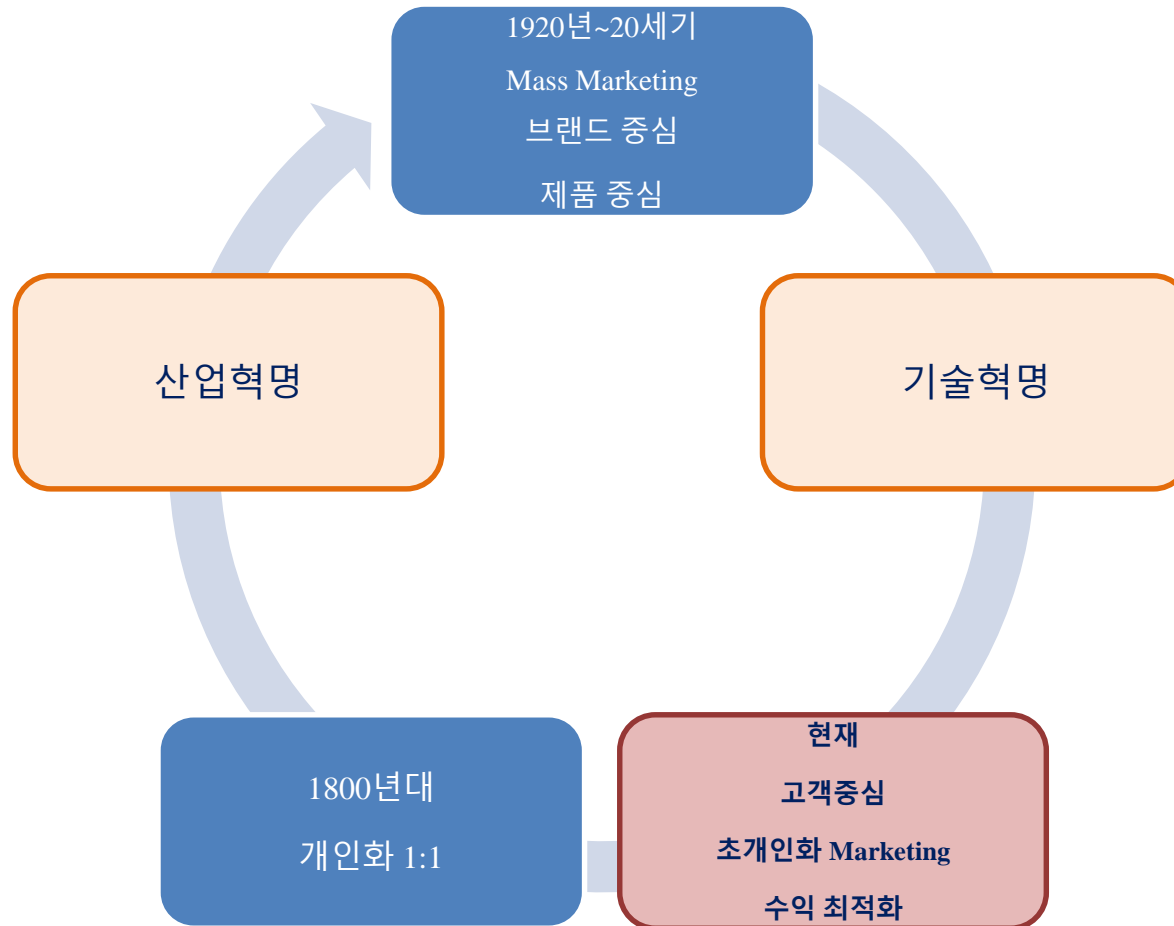 1920년~20세기
Mass Marketing
브랜드 중심
제품 중심
산업혁명
기술혁명
1800년대
개인화 1:1
현재
고객중심
초개인화 Marketing
수익 최적화